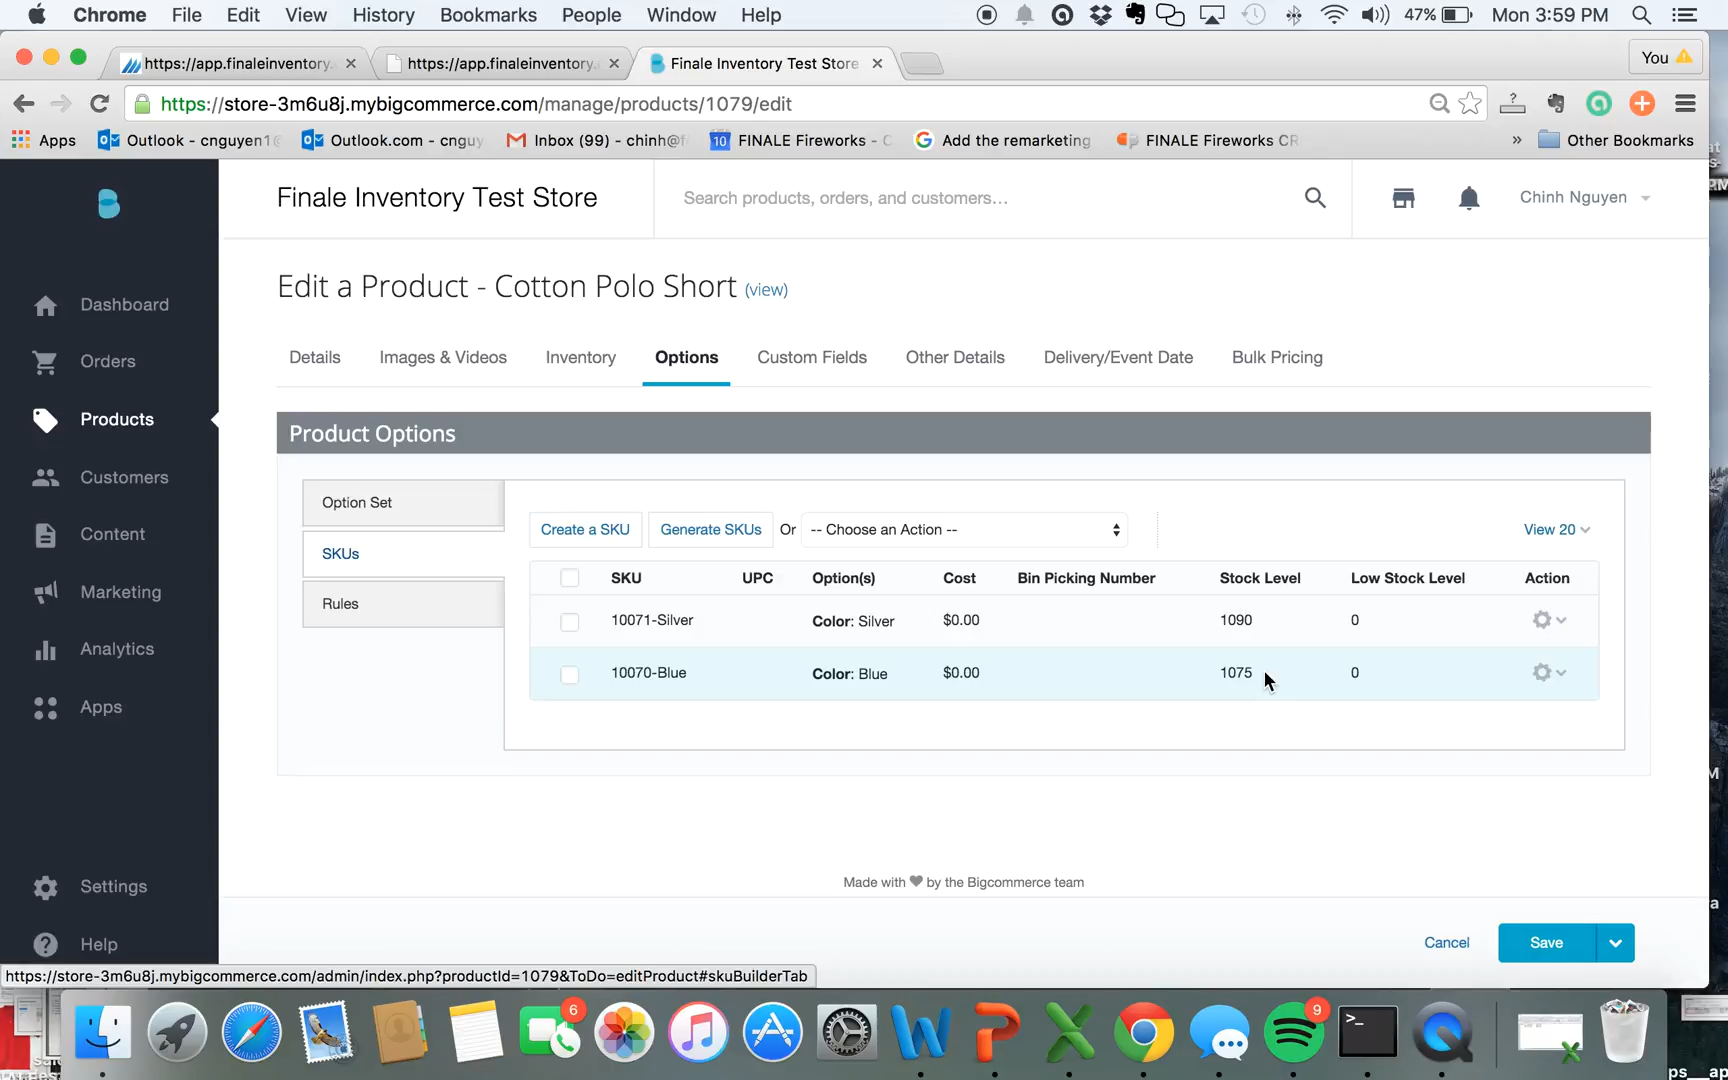 Chrome File Edit View History Bookmarks People Window Help 47% Mon 3:59 PM
https://app.finaleinventory. https://app.finaleinventory. Finale Inventory Test Store You
https://store-3m6u8j.mybigcommerce.com/manage/products/1079/edit
Apps Outlook - cnguyen1@ Outlook.com - cnguy Inbox (99) - chinh@f 10 FINALE Fireworks - C Add the remarketing FINALE Fireworks CR » Other Bookmarks
Finale Inventory Test Store Search products, orders, and customers... Chinh Nguyen
Edit a Product - Cotton Polo Short (view)
Dashboard
Orders
Products
Customers
Content
Marketing
Analytics
Apps
Settings
Help
Details Images & Videos Inventory Options Custom Fields Other Details Delivery/Event Date Bulk Pricing
Product Options
Option Set
SKUs
Rules
Create a SKU Generate SKUs Or -- Choose an Action -- View 20
SKU UPC Option(s) Cost Bin Picking Number Stock Level Low Stock Level Action
10071-Silver Color: Silver $0.00 1090 0
10070-Blue Color: Blue $0.00 1075 0
Made with ♥ by the Bigcommerce team
Cancel Save
https://store-3m6u8j.mybigcommerce.com/admin/index.php?productId=1079&ToDo=editProduct#skuBuilderTab
6 9